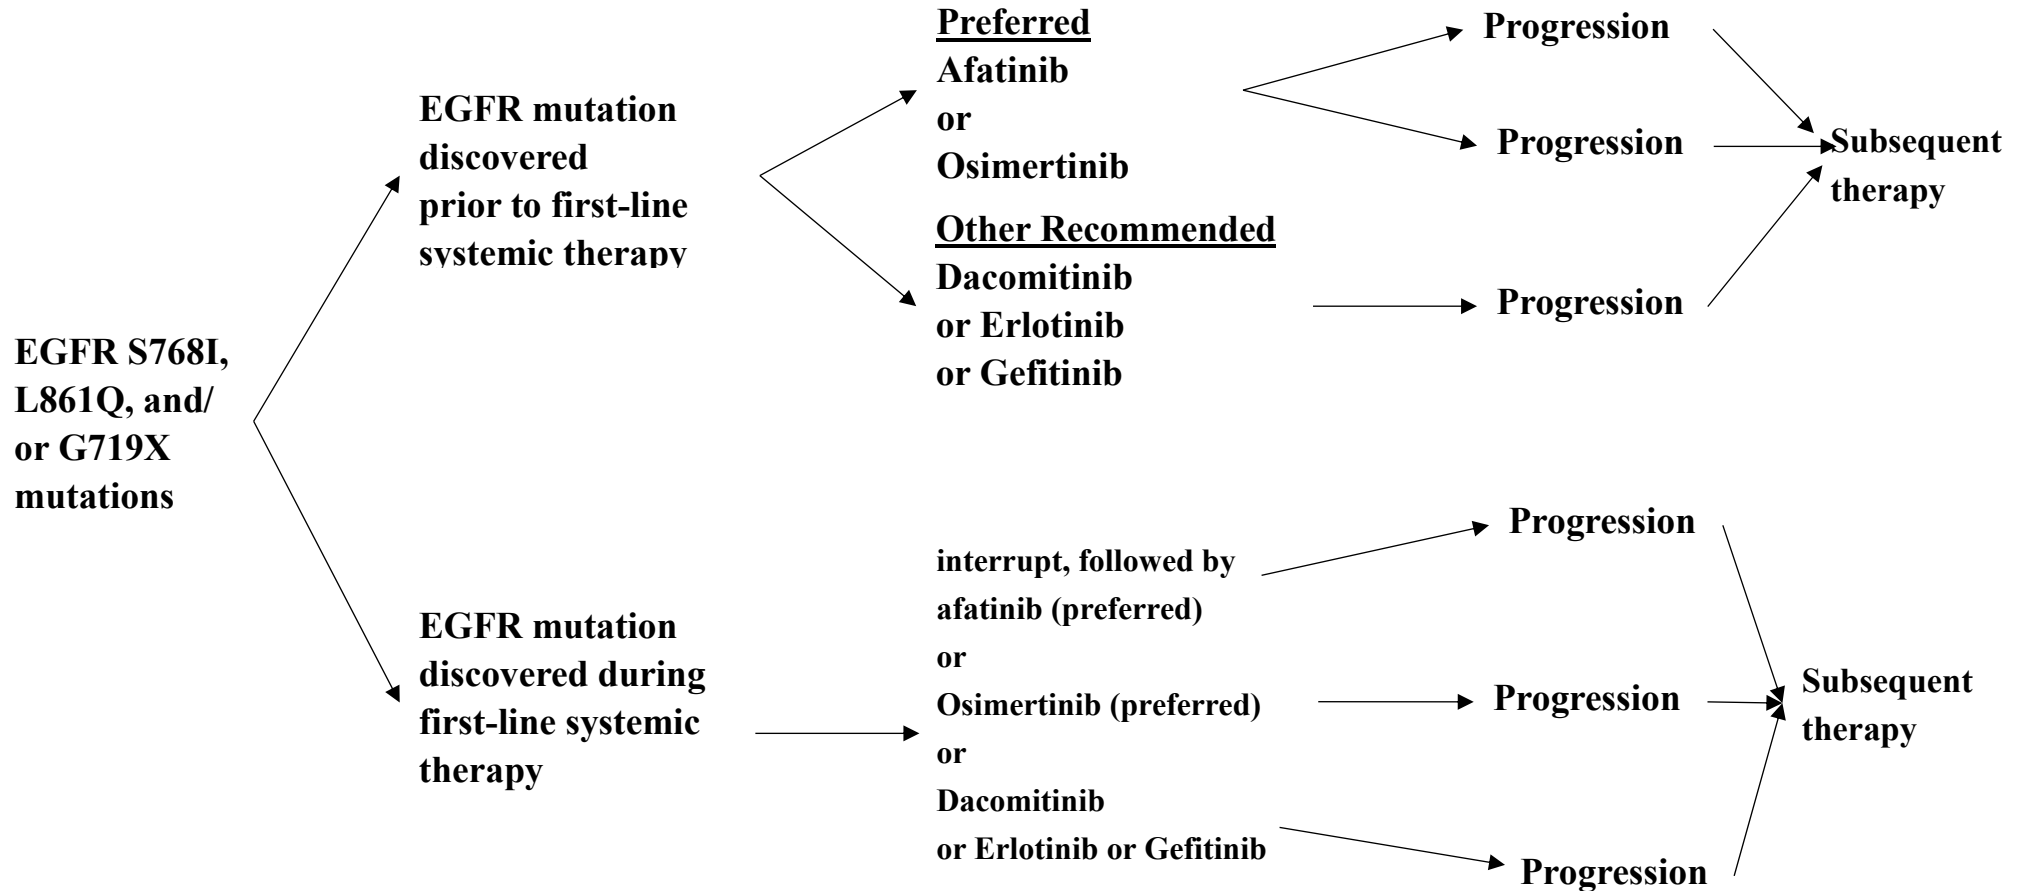 EGFR S768I,
L861Q, and/
or G719X
mutations
EGFR mutation
discovered
prior to first-line
systemic therapy
Preferred
Afatinib
or
Osimertinib
Other Recommended
Dacomitinib
or Erlotinib
or Gefitinib
Progression
Progression
Progression
Subsequent
therapy
EGFR mutation
discovered during
first-line systemic
therapy
interrupt, followed by
afatinib (preferred)
or
Osimertinib (preferred)
or
Dacomitinib
or Erlotinib or Gefitinib
Progression
Progression
Progression
Subsequent
therapy